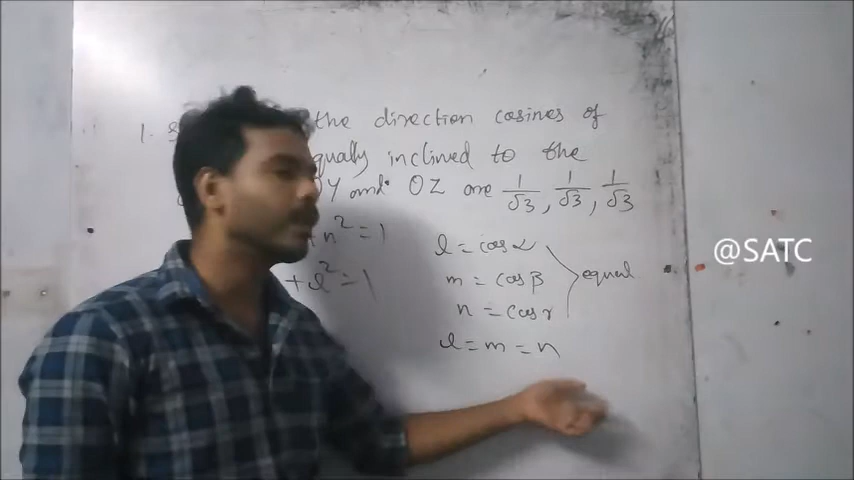 1. the direction cosines of
qually inclined to the
Y and OZ are 1/√3, 1/√3, 1/√3
+ n² = 1
+ l² = 1
l = cos α
m = cos β
n = cos γ
equal
l = m = n
@SATC